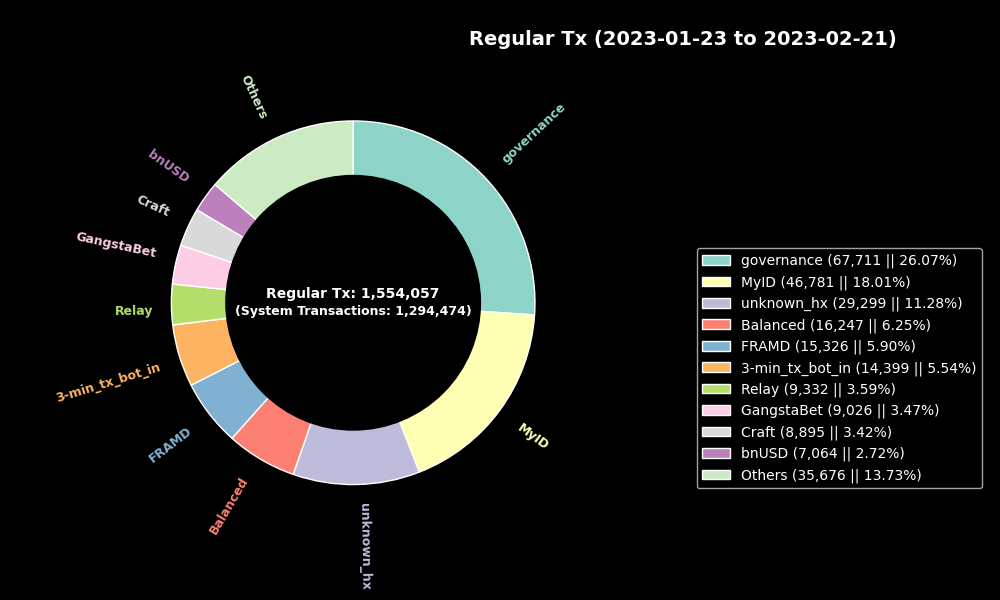 Regular Tx (2023-01-23 to 2023-02-21)
Others
governance
bnUSD
Craft
GangstaBet
Relay
3-min_tx_bot_in
FRAMD
Balanced
unknown_hx
MyID
Regular Tx: 1,554,057
(System Transactions: 1,294,474)
governance (67,711 || 26.07%)
MyID (46,781 || 18.01%)
unknown_hx (29,299 || 11.28%)
Balanced (16,247 || 6.25%)
FRAMD (15,326 || 5.90%)
3-min_tx_bot_in (14,399 || 5.54%)
Relay (9,332 || 3.59%)
GangstaBet (9,026 || 3.47%)
Craft (8,895 || 3.42%)
bnUSD (7,064 || 2.72%)
Others (35,676 || 13.73%)